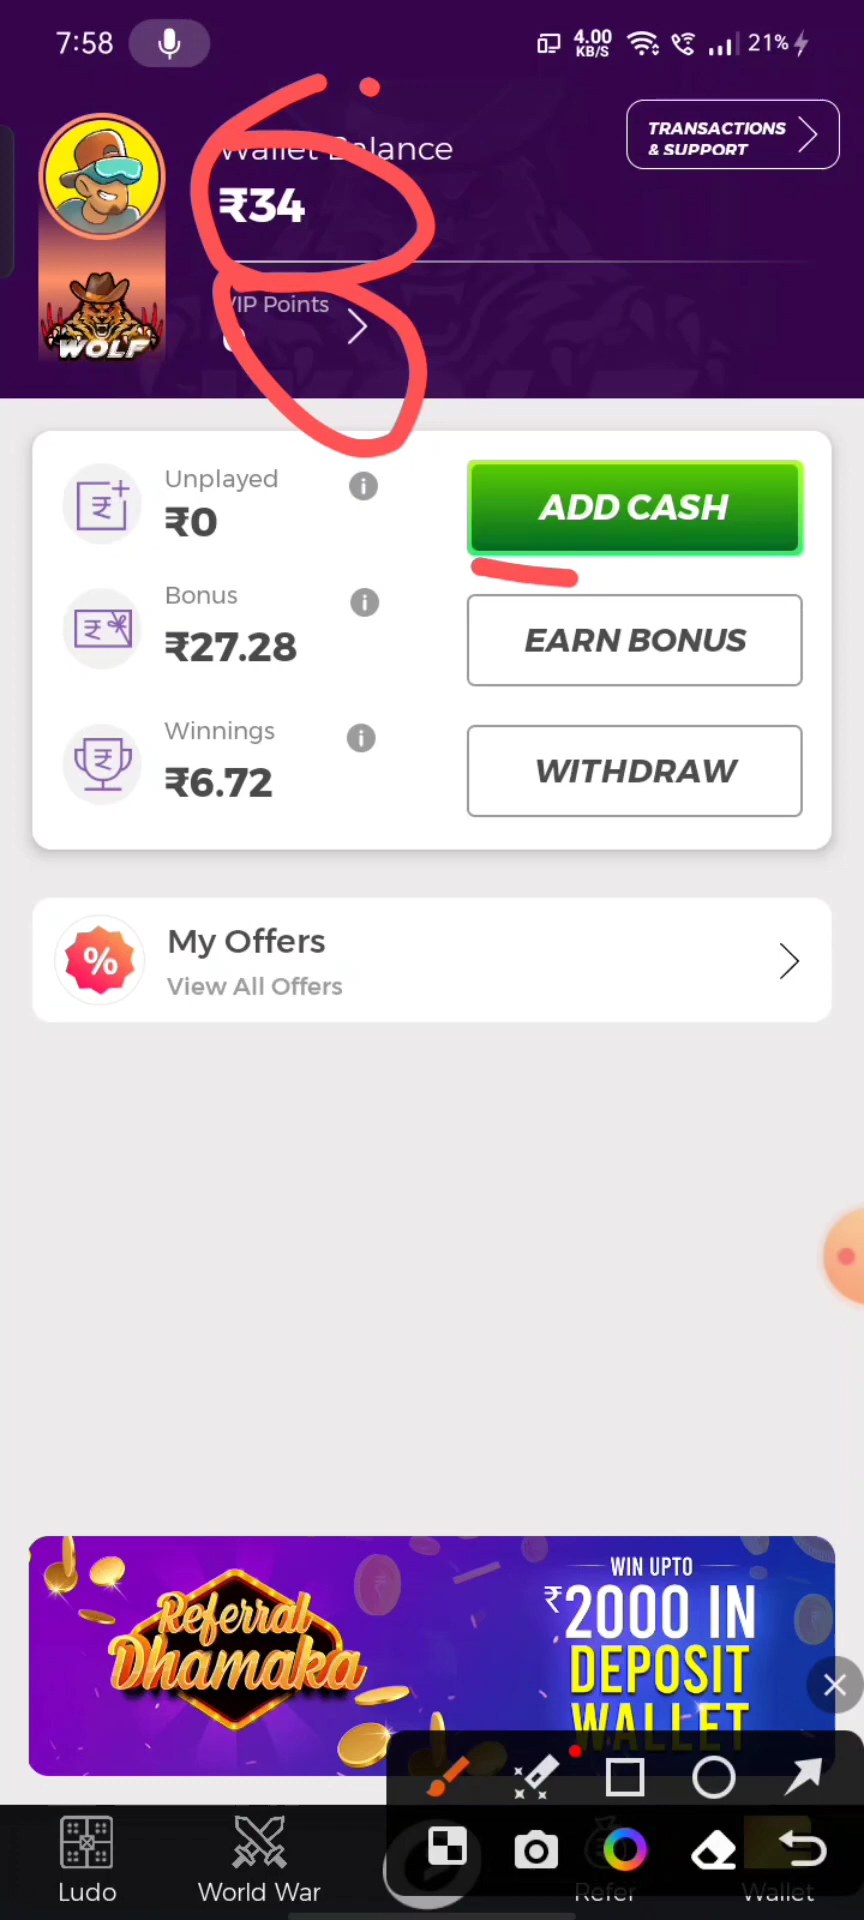 7:58
4.00
KB/S
21%
Wallet Balance
₹34
TRANSACTIONS
& SUPPORT
VIP Points
WOLF
Unplayed
₹0
ADD CASH
Bonus
₹27.28
EARN BONUS
Winnings
₹6.72
WITHDRAW
%
My Offers
View All Offers
Referral
Dhamaka
WIN UPTO
₹2000 IN
DEPOSIT
WALLET
Ludo
World War
Refer
Wallet